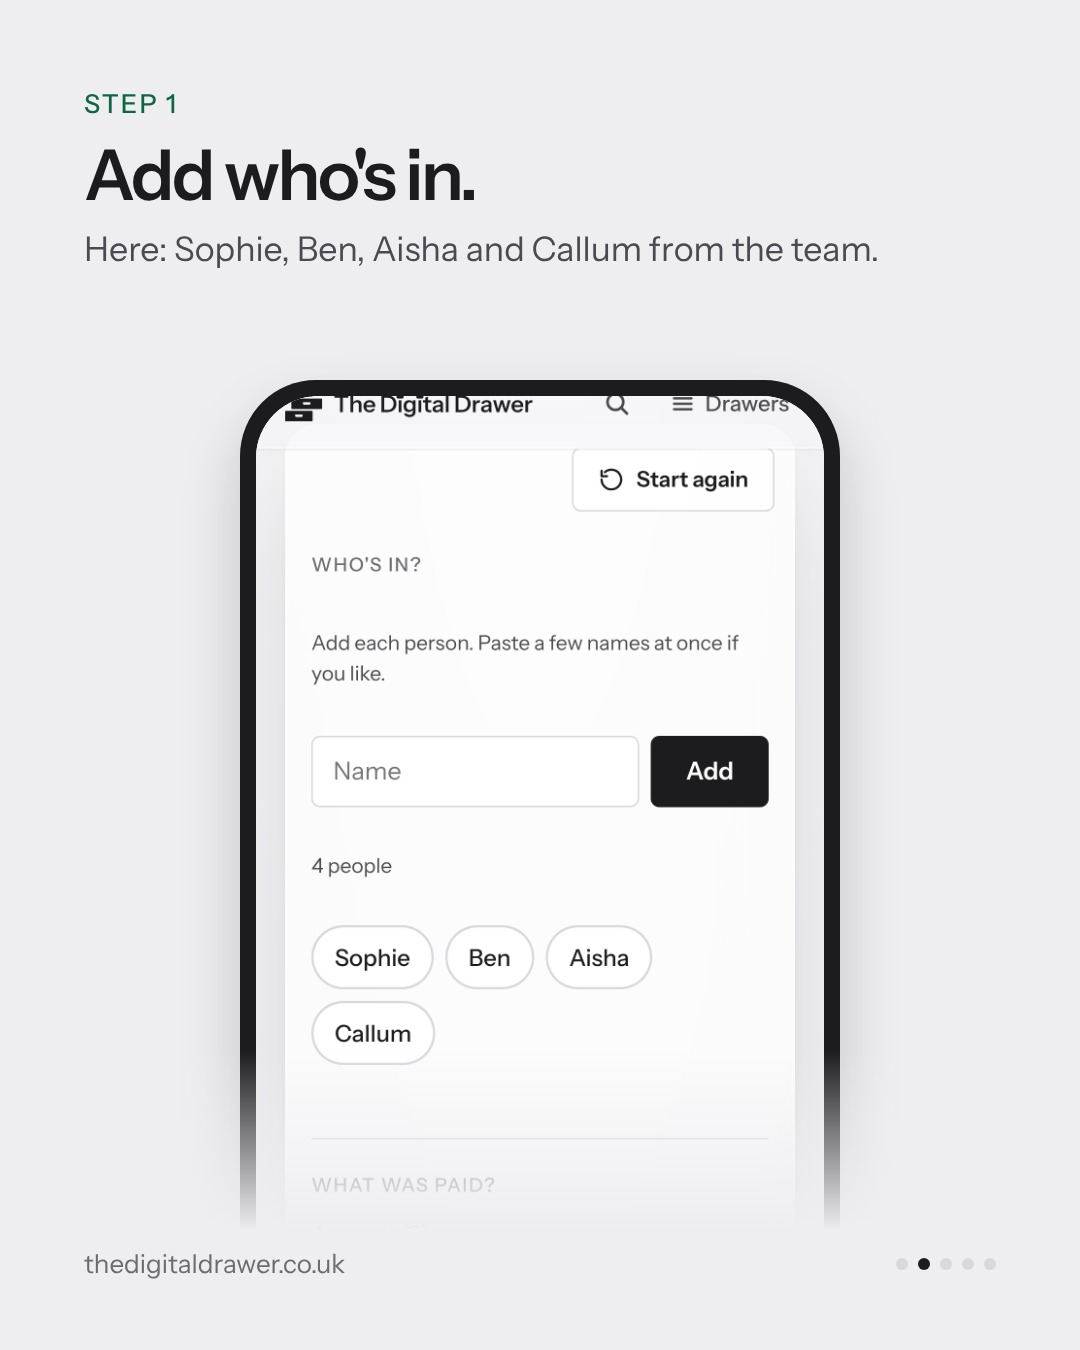 STEP 1
Add who's in.
Here: Sophie, Ben, Aisha and Callum from the team.
The Digital Drawer
Drawers
Start again
WHO'S IN?
Add each person. Paste a few names at once if
you like.
Name
Add
4 people
Sophie
Ben
Aisha
Callum
WHAT WAS PAID?
thedigitaldrawer.co.uk